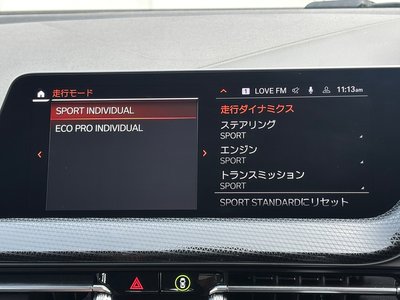 走行モード
1 LOVE FM 11:13am
SPORT INDIVIDUAL
ECO PRO INDIVIDUAL
走行ダイナミクス
ステアリング
SPORT
エンジン
SPORT
トランスミッション
SPORT
SPORT STANDARDにリセット